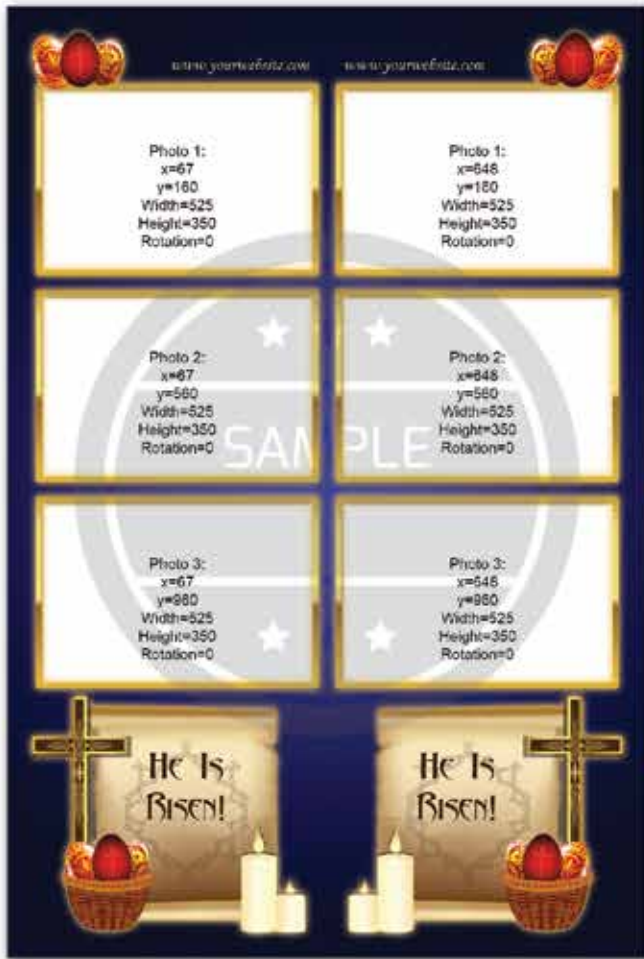 www.yourwebsite.com www.yourwebsite.com
Photo 1:
x=67
y=160
Width=525
Height=350
Rotation=0
Photo 1:
x=648
y=160
Width=525
Height=350
Rotation=0
Photo 2:
x=67
y=560
Width=525
Height=350
Rotation=0
Photo 2:
x=648
y=560
Width=525
Height=350
Rotation=0
SAMPLE
Photo 3:
x=67
y=960
Width=525
Height=350
Rotation=0
Photo 3:
x=648
y=960
Width=525
Height=350
Rotation=0
He Is
Risen!
He Is
Risen!